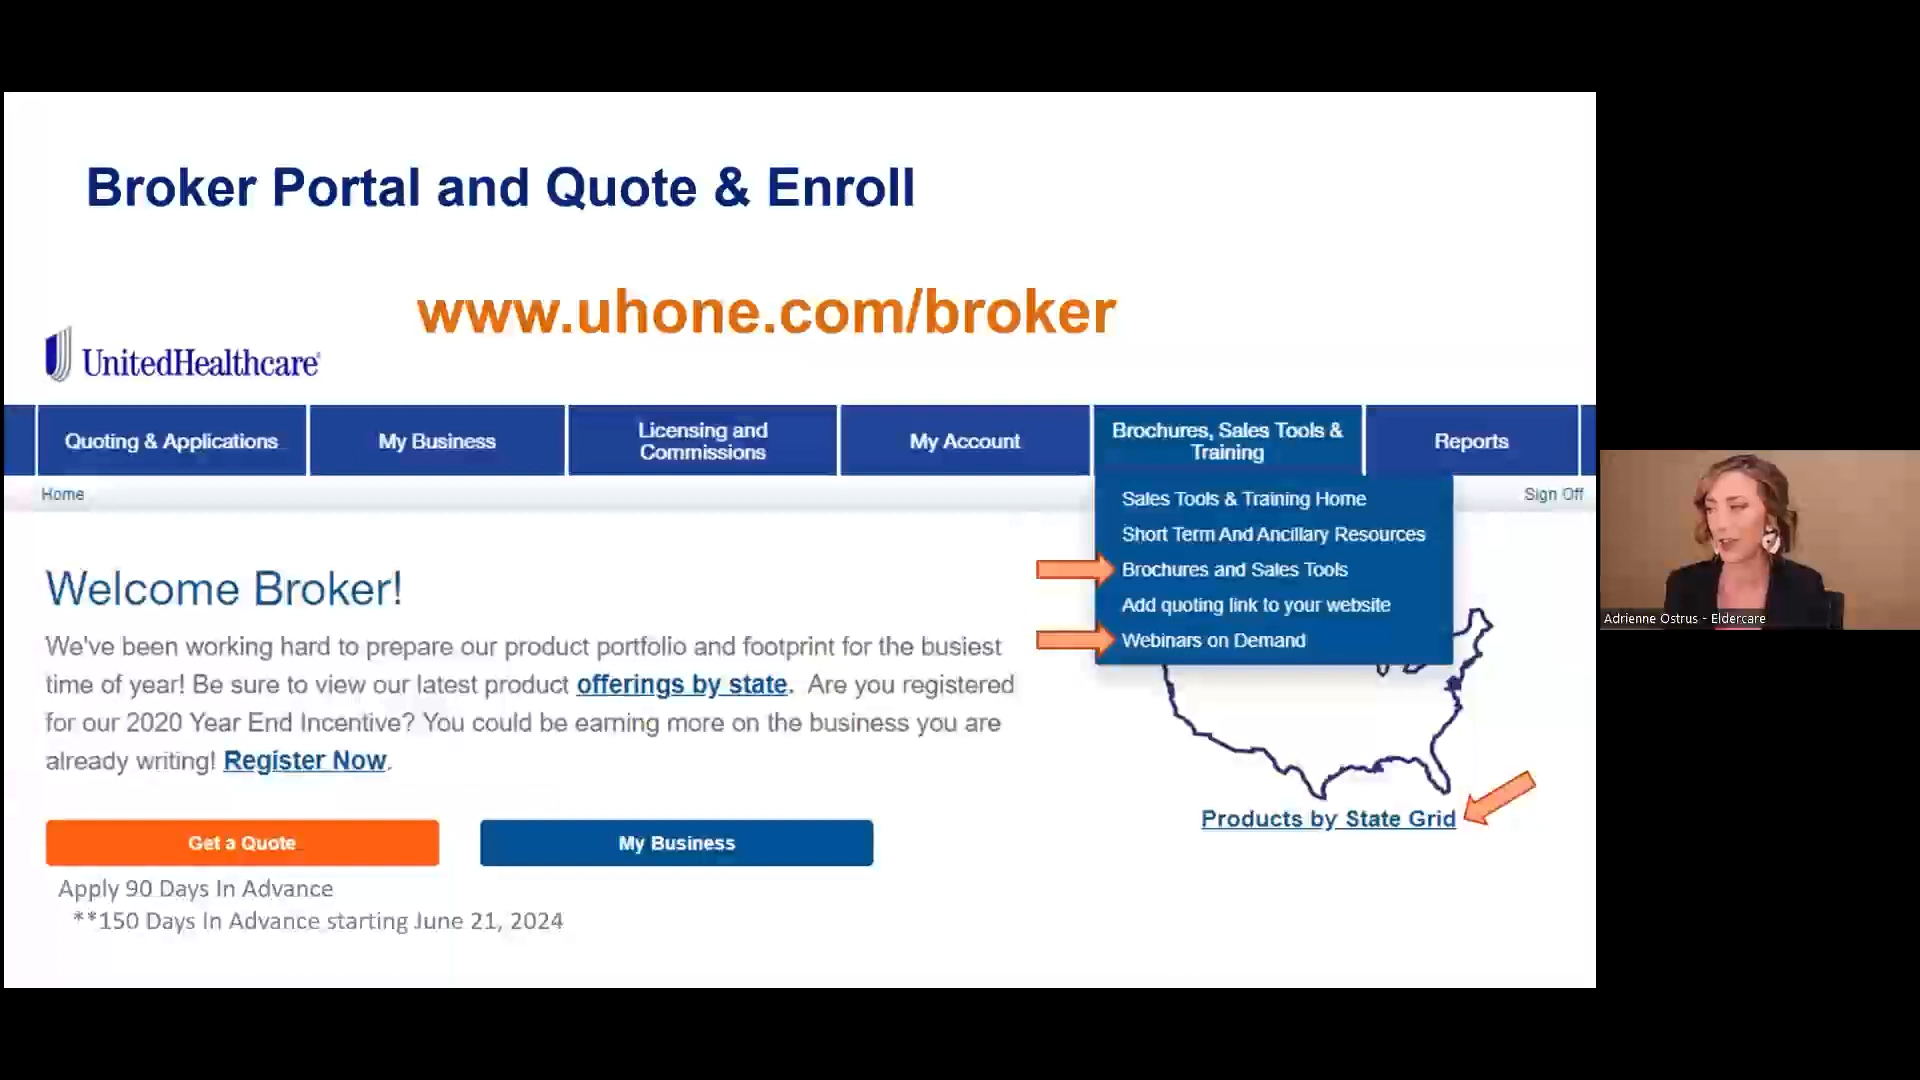 Broker Portal and Quote & Enroll
www.uhone.com/broker
UnitedHealthcare
Quoting & Applications
My Business
Licensing and
Commissions
My Account
Brochures, Sales Tools &
Training
Reports
Home
Sign Off
Sales Tools & Training Home
Short Term And Ancillary Resources
Brochures and Sales Tools
Add quoting link to your website
Webinars on Demand
Welcome Broker!
We've been working hard to prepare our product portfolio and footprint for the busiest
time of year! Be sure to view our latest product offerings by state. Are you registered
for our 2020 Year End Incentive? You could be earning more on the business you are
already writing! Register Now.
Products by State Grid
Get a Quote
My Business
Apply 90 Days In Advance
**150 Days In Advance starting June 21, 2024
Adrienne Ostrus - Eldercare